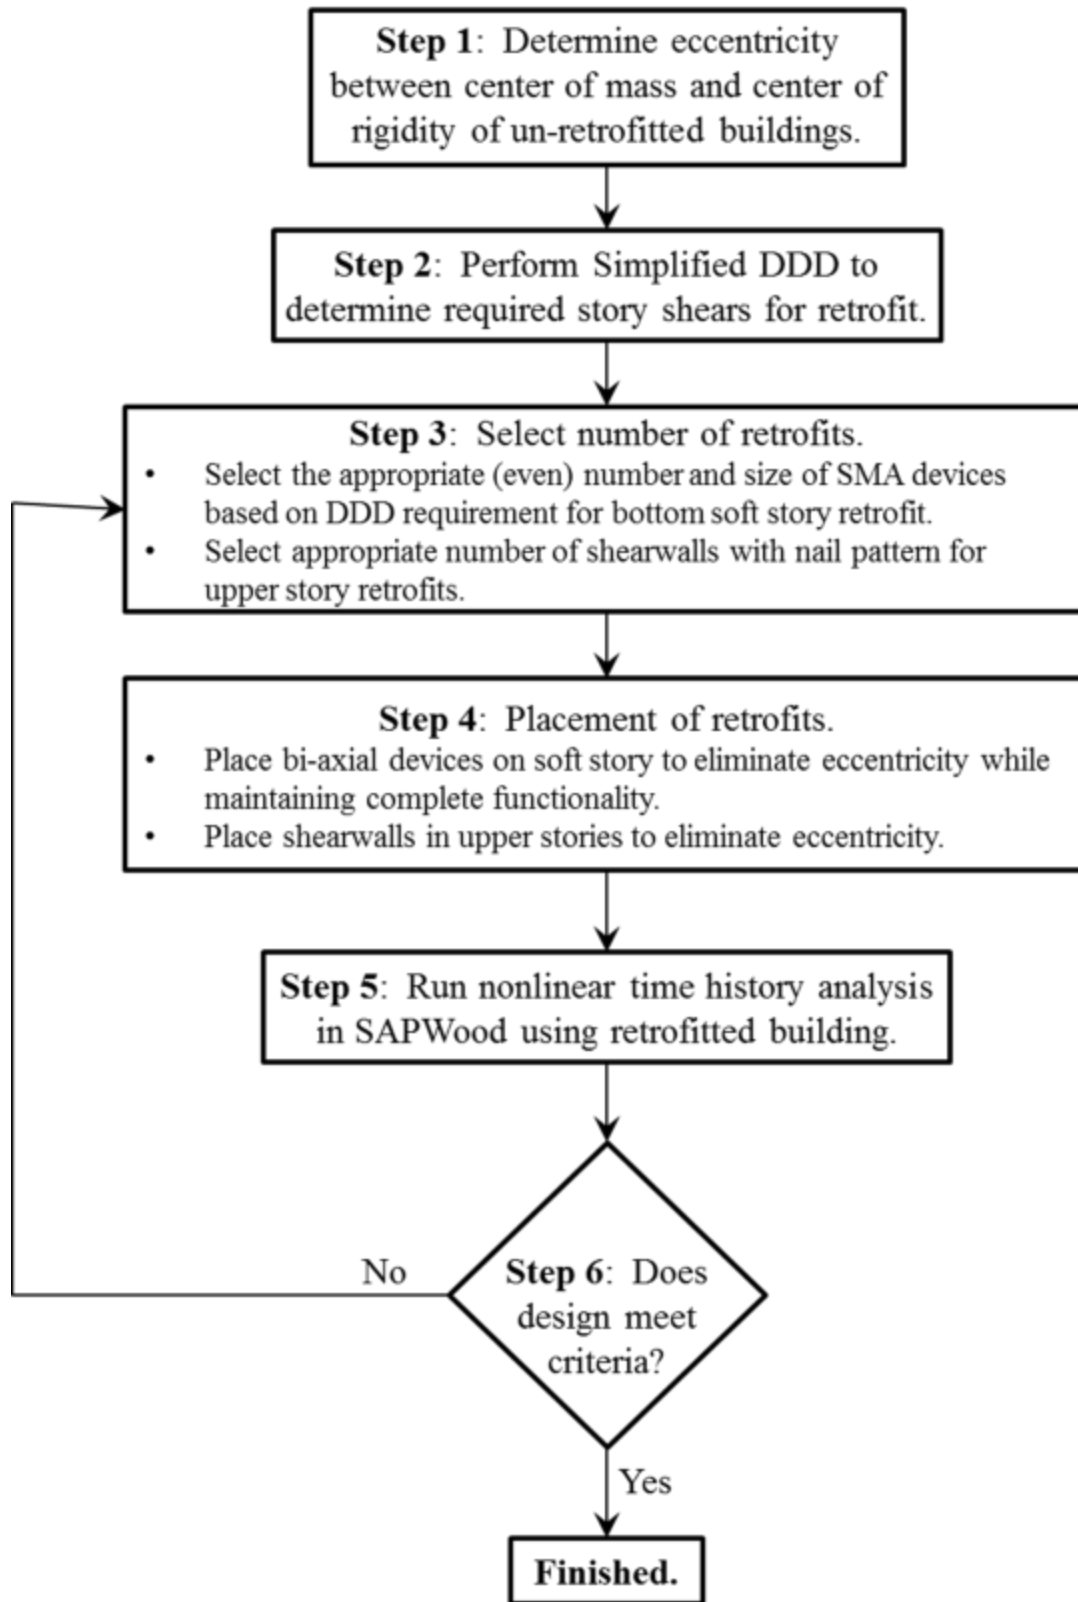 Step 1: Determine eccentricity
between center of mass and center of
rigidity of un-retrofitted buildings.
Step 2: Perform Simplified DDD to
determine required story shears for retrofit.
Step 3: Select number of retrofits.
• Select the appropriate (even) number and size of SMA devices
based on DDD requirement for bottom soft story retrofit.
• Select appropriate number of shearwalls with nail pattern for
upper story retrofits.
Step 4: Placement of retrofits.
• Place bi-axial devices on soft story to eliminate eccentricity while
maintaining complete functionality.
• Place shearwalls in upper stories to eliminate eccentricity.
Step 5: Run nonlinear time history analysis
in SAPWood using retrofitted building.
No
Step 6: Does
design meet
criteria?
Yes
Finished.